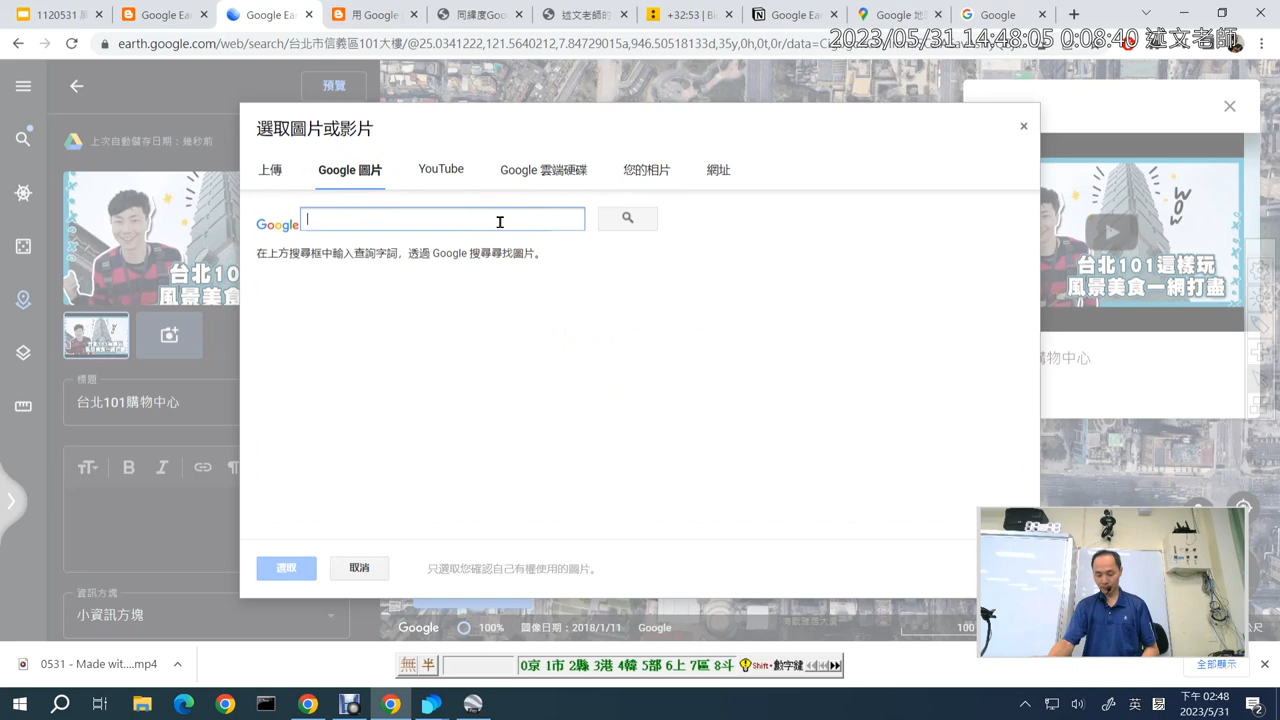 1120531 
Google Ea
Google Ea
用 Google
同緯度Goo
述文老師的
+32:53 | Bl
Google Ea
Google 地
Google
earth.google.com/web/search/台北市信義區101大樓/@25.0341222,121.5640612,7.84729015a,946.50518133d,35y,0h,0t,0r/data=Cig
2023/05/31 14:48:05 0:08:40 述文老師
預覽
上次自動儲存日期：幾秒前
選取圖片或影片
上傳
Google 圖片
YouTube
Google 雲端硬碟
您的相片
網址
Google
在上方搜尋框中輸入查詢字詞，透過 Google 搜尋尋找圖片。
台北10
風景美食
WOW
台北101這樣玩
風景美食一網打盡
購物中心
標題
台北101購物中心
資訊方塊
小資訊方塊
選取
取消
只選取您確認自己有權使用的圖片。
Google
100%
圖像日期：2018/1/11
Google
100
公尺
0531 - Made wit....mp4
無 半
0京 1市 2縣 3港 4韓 5部 6上 7區 8斗
Shift+數字鍵
全部顯示
英
易
下午 02:48
2023/5/31
2